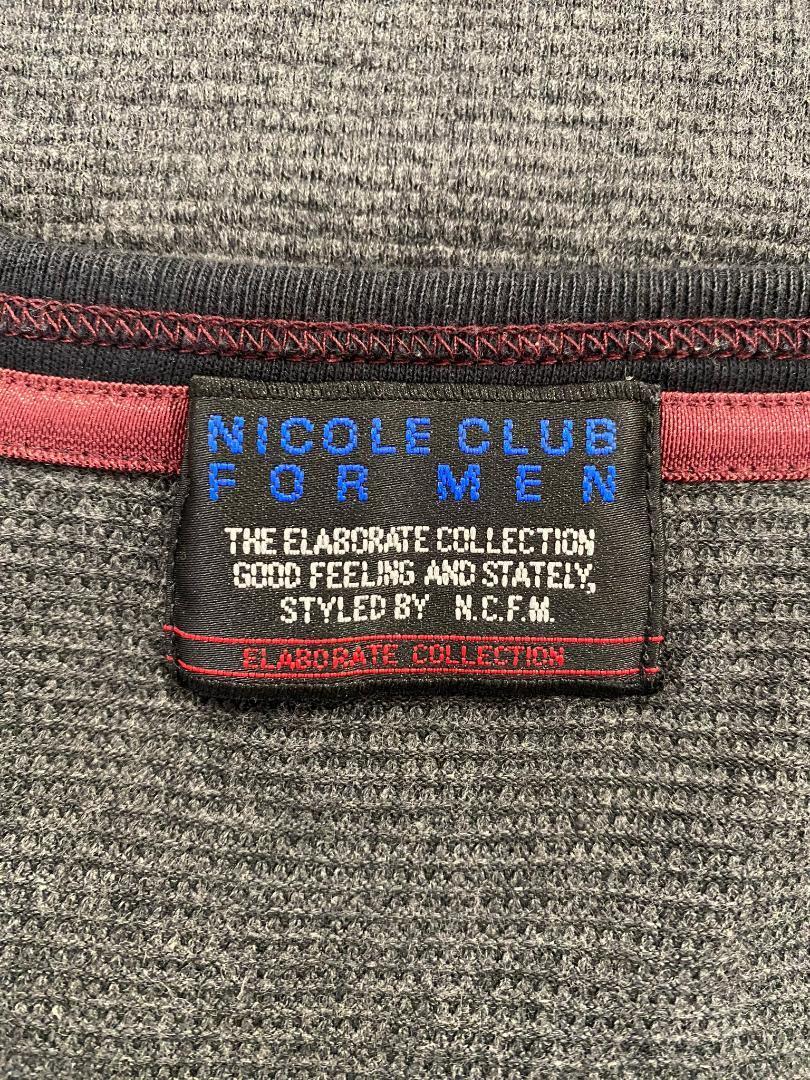 NICOLE CLUB
FOR MEN
THE ELABORATE COLLECTION
GOOD FEELING AND STATELY,
STYLED BY N.C.F.M.
ELABORATE COLLECTION